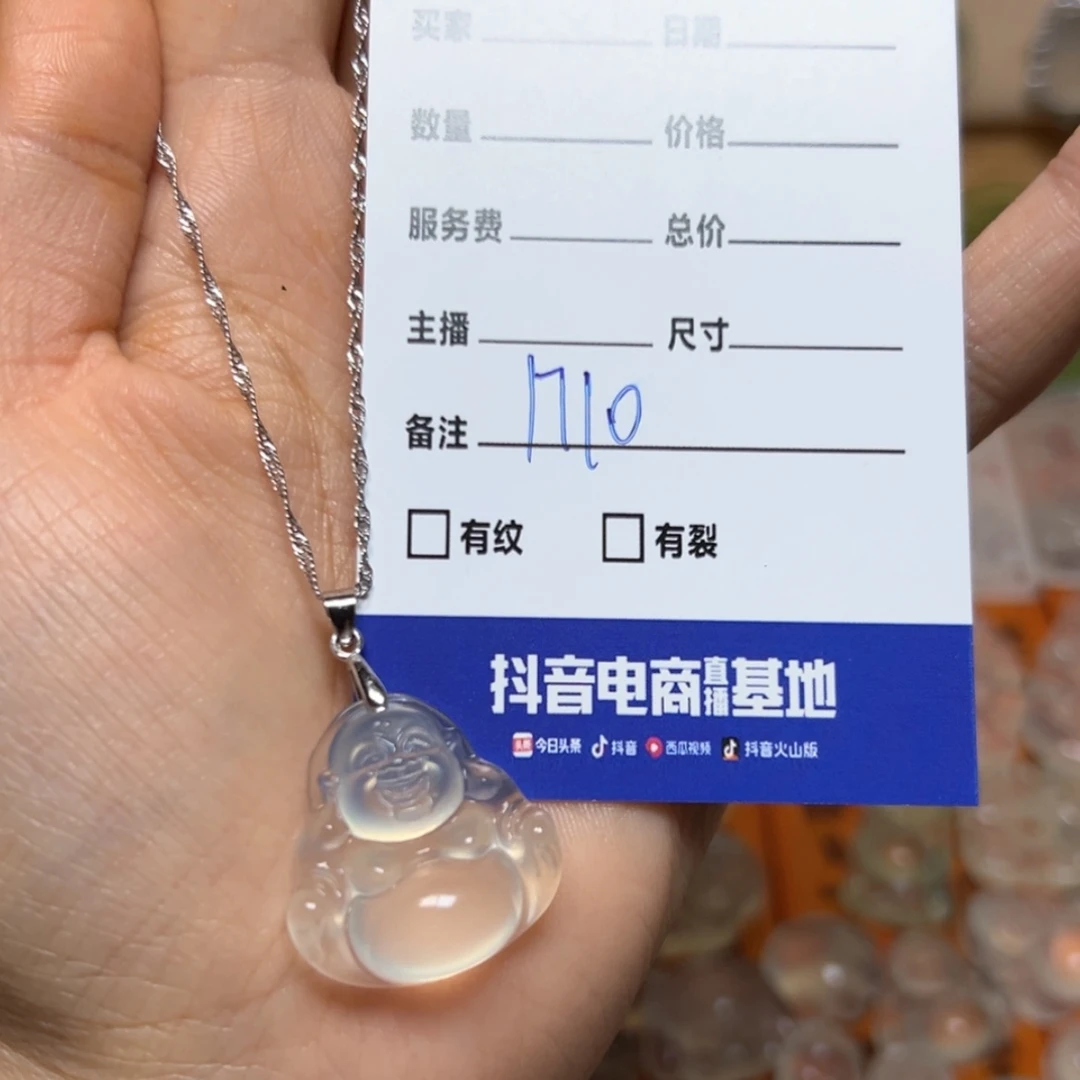 买家 日期
数量 价格
服务费 总价
主播 尺寸
备注 1710
有纹 有裂
抖音电商直播基地
头条 今日头条 抖音 西瓜视频 抖音火山版